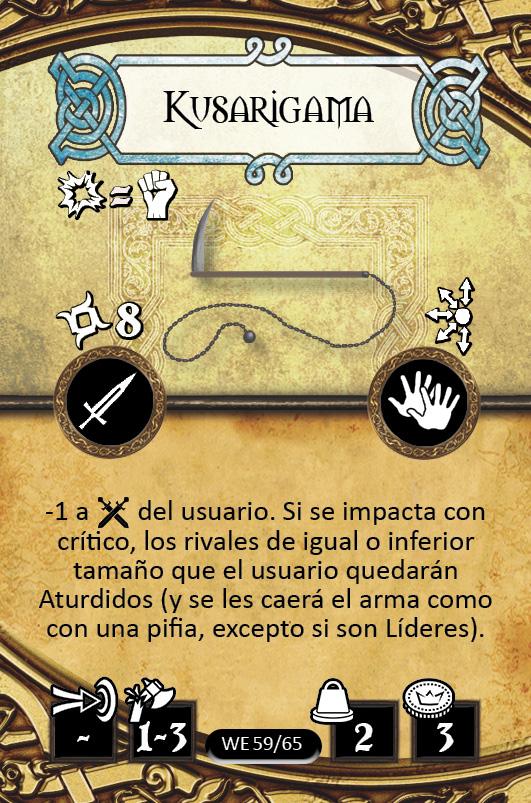 Kusarigama
=
8
-1 a del usuario. Si se impacta con
crítico, los rivales de igual o inferior
tamaño que el usuario quedarán
Aturdidos (y se les caerá el arma como
con una pifia, excepto si son Líderes).
- 1-3 WE 59/65 2 3